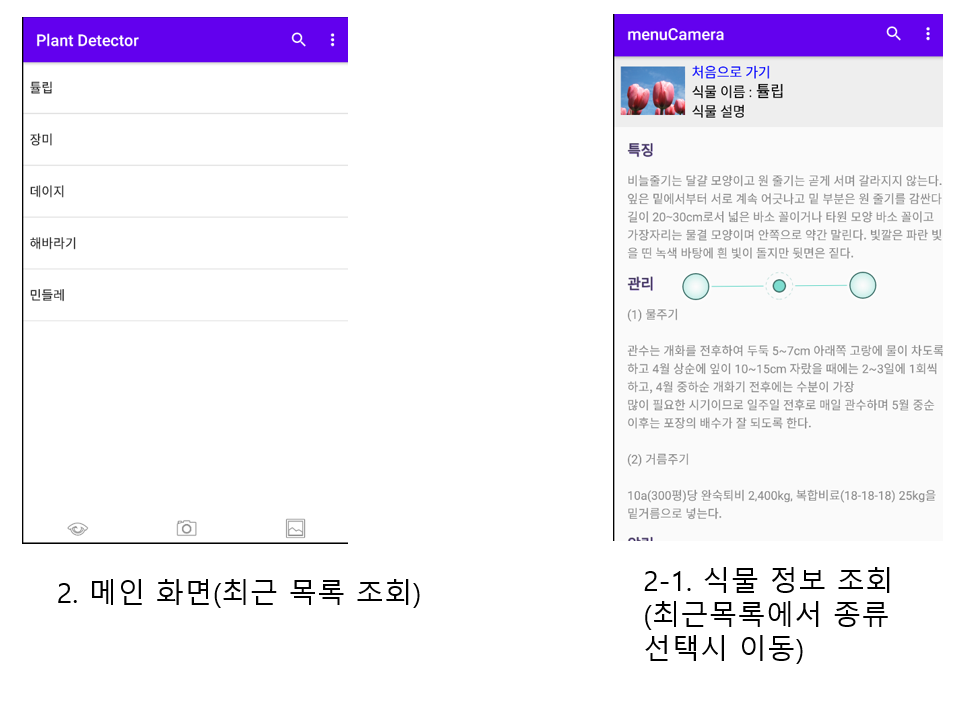 Plant Detector
튤립
장미
데이지
해바라기
민들레
2. 메인 화면(최근 목록 조회)
menuCamera
처음으로 가기
식물 이름 : 튤립
식물 설명
특징
비늘줄기는 달걀 모양이고 원 줄기는 곧게 서며 갈라지지 않는다.
잎은 밑에서부터 서로 계속 어긋나고 밑 부분은 원 줄기를 감싼다
길이 20~30cm로서 넓은 바소 꼴이거나 타원 모양 바소 꼴이고
가장자리는 물결 모양이며 안쪽으로 약간 말린다. 빛깔은 파란 빛
을 띤 녹색 바탕에 흰 빛이 돌지만 뒷면은 짙다.
관리
(1) 물주기
관수는 개화를 전후하여 두둑 5~7cm 아래쪽 고랑에 물이 차도록
하고 4월 상순에 잎이 10~15cm 자랐을 때에는 2~3일에 1회씩
하고, 4월 중하순 개화기 전후에는 수분이 가장
많이 필요한 시기이므로 일주일 전후로 매일 관수하며 5월 중순
이후는 포장의 배수가 잘 되도록 한다.
(2) 거름주기
10a(300평)당 완숙퇴비 2,400kg, 복합비료(18-18-18) 25kg을
밑거름으로 넣는다.
2-1. 식물 정보 조회
(최근목록에서 종류
선택시 이동)